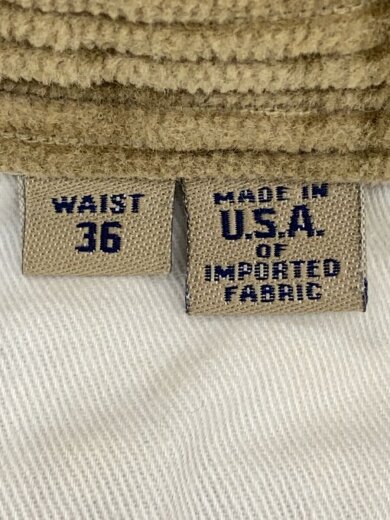 WAIST
36
MADE IN
U.S.A.
OF
IMPORTED
FABRIC